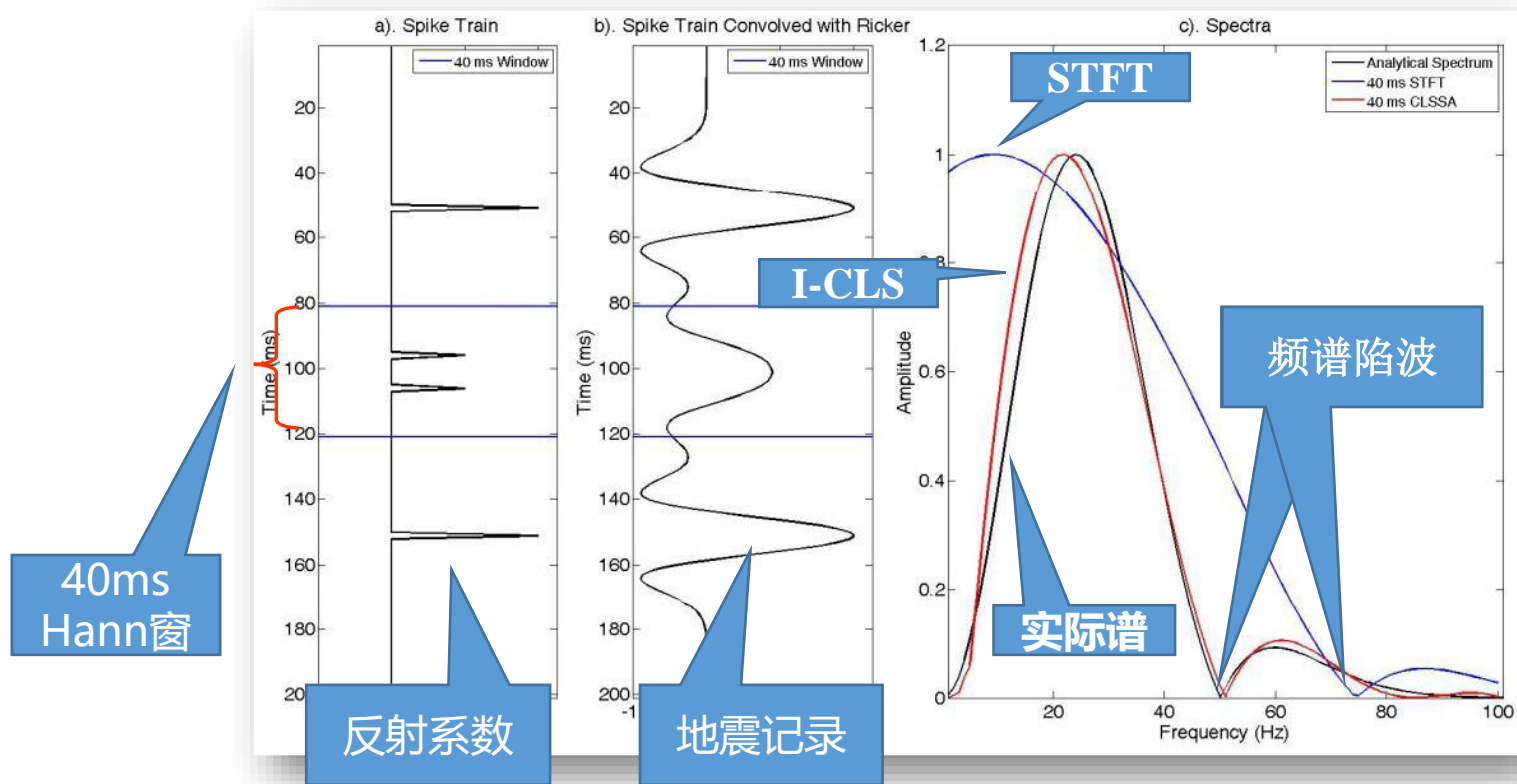 a). Spike Train
40 ms Window
20
40
60
80
100
120
140
160
180
200
Time (ms)
40ms
Hann窗
反射系数
b). Spike Train Convolved with Ricker
40 ms Window
20
40
60
80
100
120
140
160
180
200
-1
Time (ms)
地震记录
c). Spectra
Analytical Spectrum
40 ms STFT
40 ms CLSSA
STFT
I-CLS
实际谱
频谱陷波
1.2
1
0.6
0.4
0.2
0
Amplitude
20
40
60
80
100
Frequency (Hz)